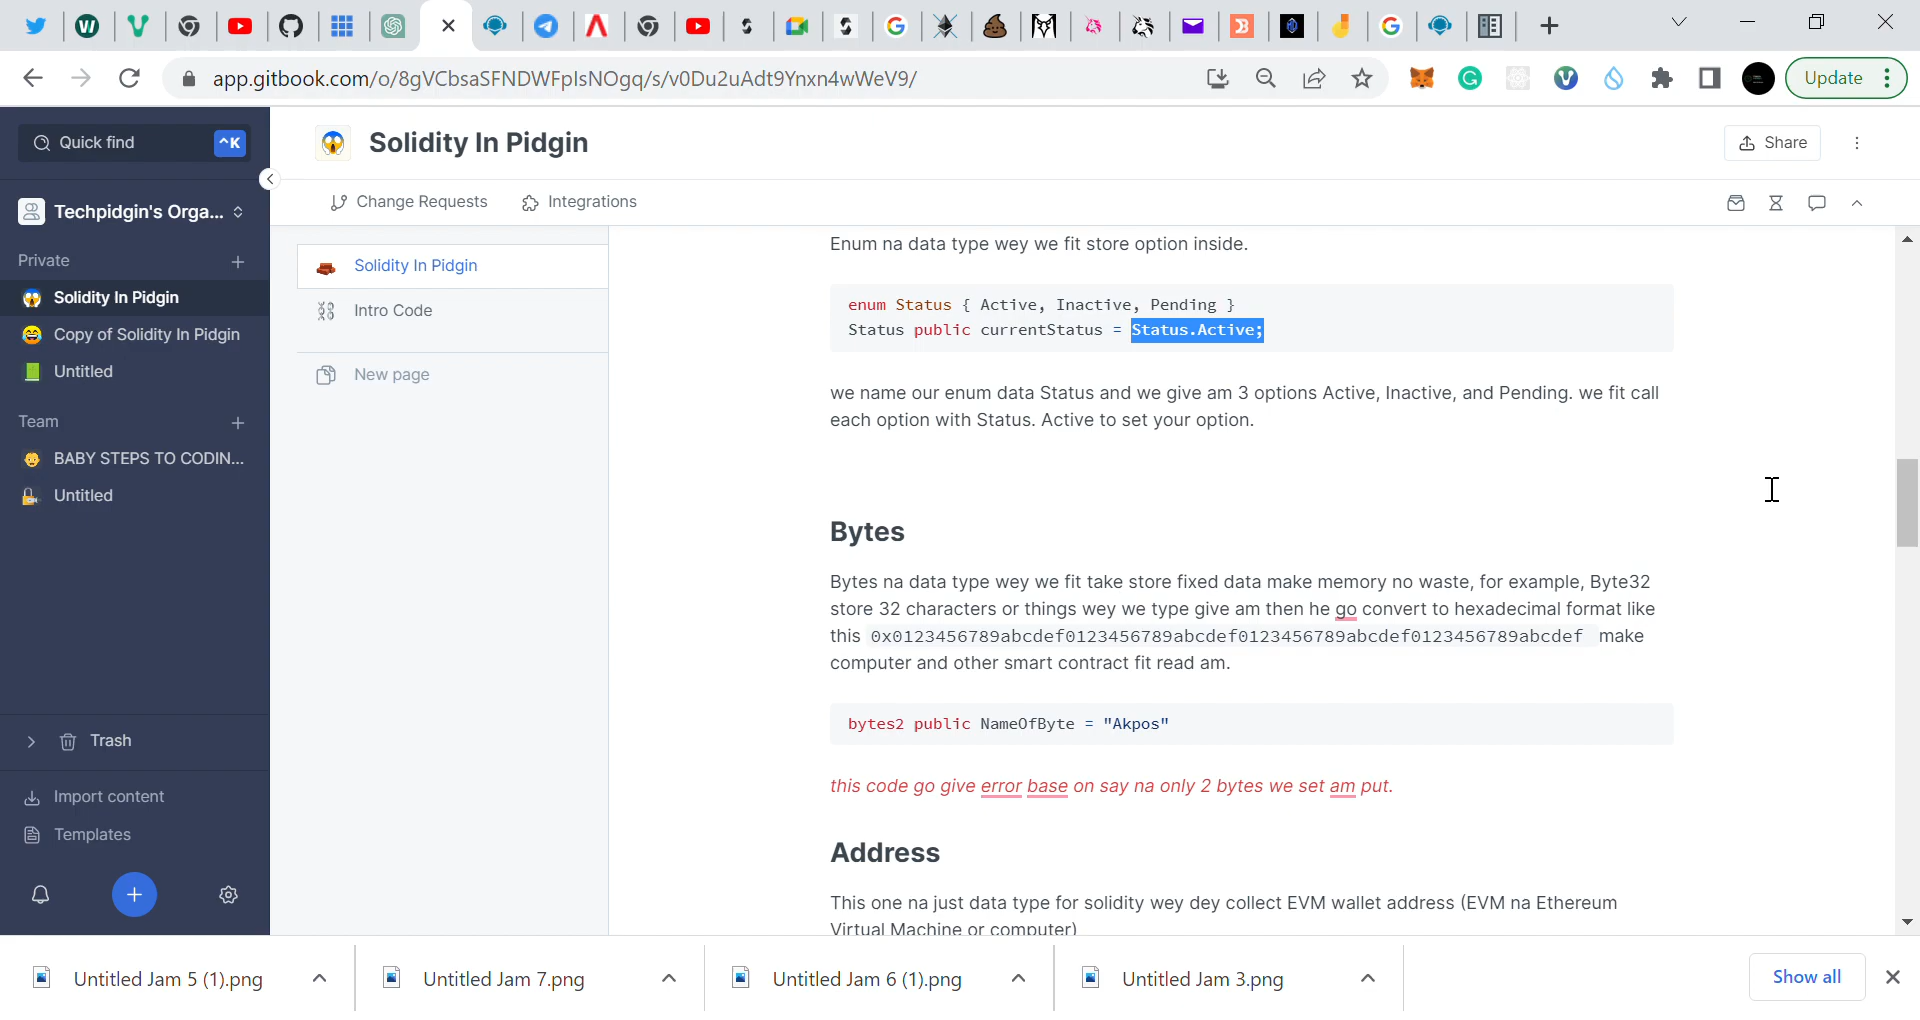 app.gitbook.com/o/8gVCbsaSFNDWFplsNOgq/s/v0Du2uAdt9Ynxn4wWeV9/
Update
Quick find
^K
Solidity In Pidgin
Share
Techpidgin's Orga...
Change Requests
Integrations
Private
Solidity In Pidgin
Copy of Solidity In Pidgin
Untitled
Team
BABY STEPS TO CODIN...
Untitled
Trash
Import content
Templates
Solidity In Pidgin
Intro Code
New page
Enum na data type wey we fit store option inside.
enum Status { Active, Inactive, Pending }
Status public currentStatus = Status.Active;
we name our enum data Status and we give am 3 options Active, Inactive, and Pending. we fit call
each option with Status. Active to set your option.
Bytes
Bytes na data type wey we fit take store fixed data make memory no waste, for example, Byte32
store 32 characters or things wey we type give am then he go convert to hexadecimal format like
this 0x0123456789abcdef0123456789abcdef0123456789abcdef0123456789abcdef make
computer and other smart contract fit read am.
bytes2 public NameOfByte = "Akpos"
this code go give error base on say na only 2 bytes we set am put.
Address
This one na just data type for solidity wey dey collect EVM wallet address (EVM na Ethereum
Virtual Machine or computer)
Untitled Jam 5 (1).png
Untitled Jam 7.png
Untitled Jam 6 (1).png
Untitled Jam 3.png
Show all